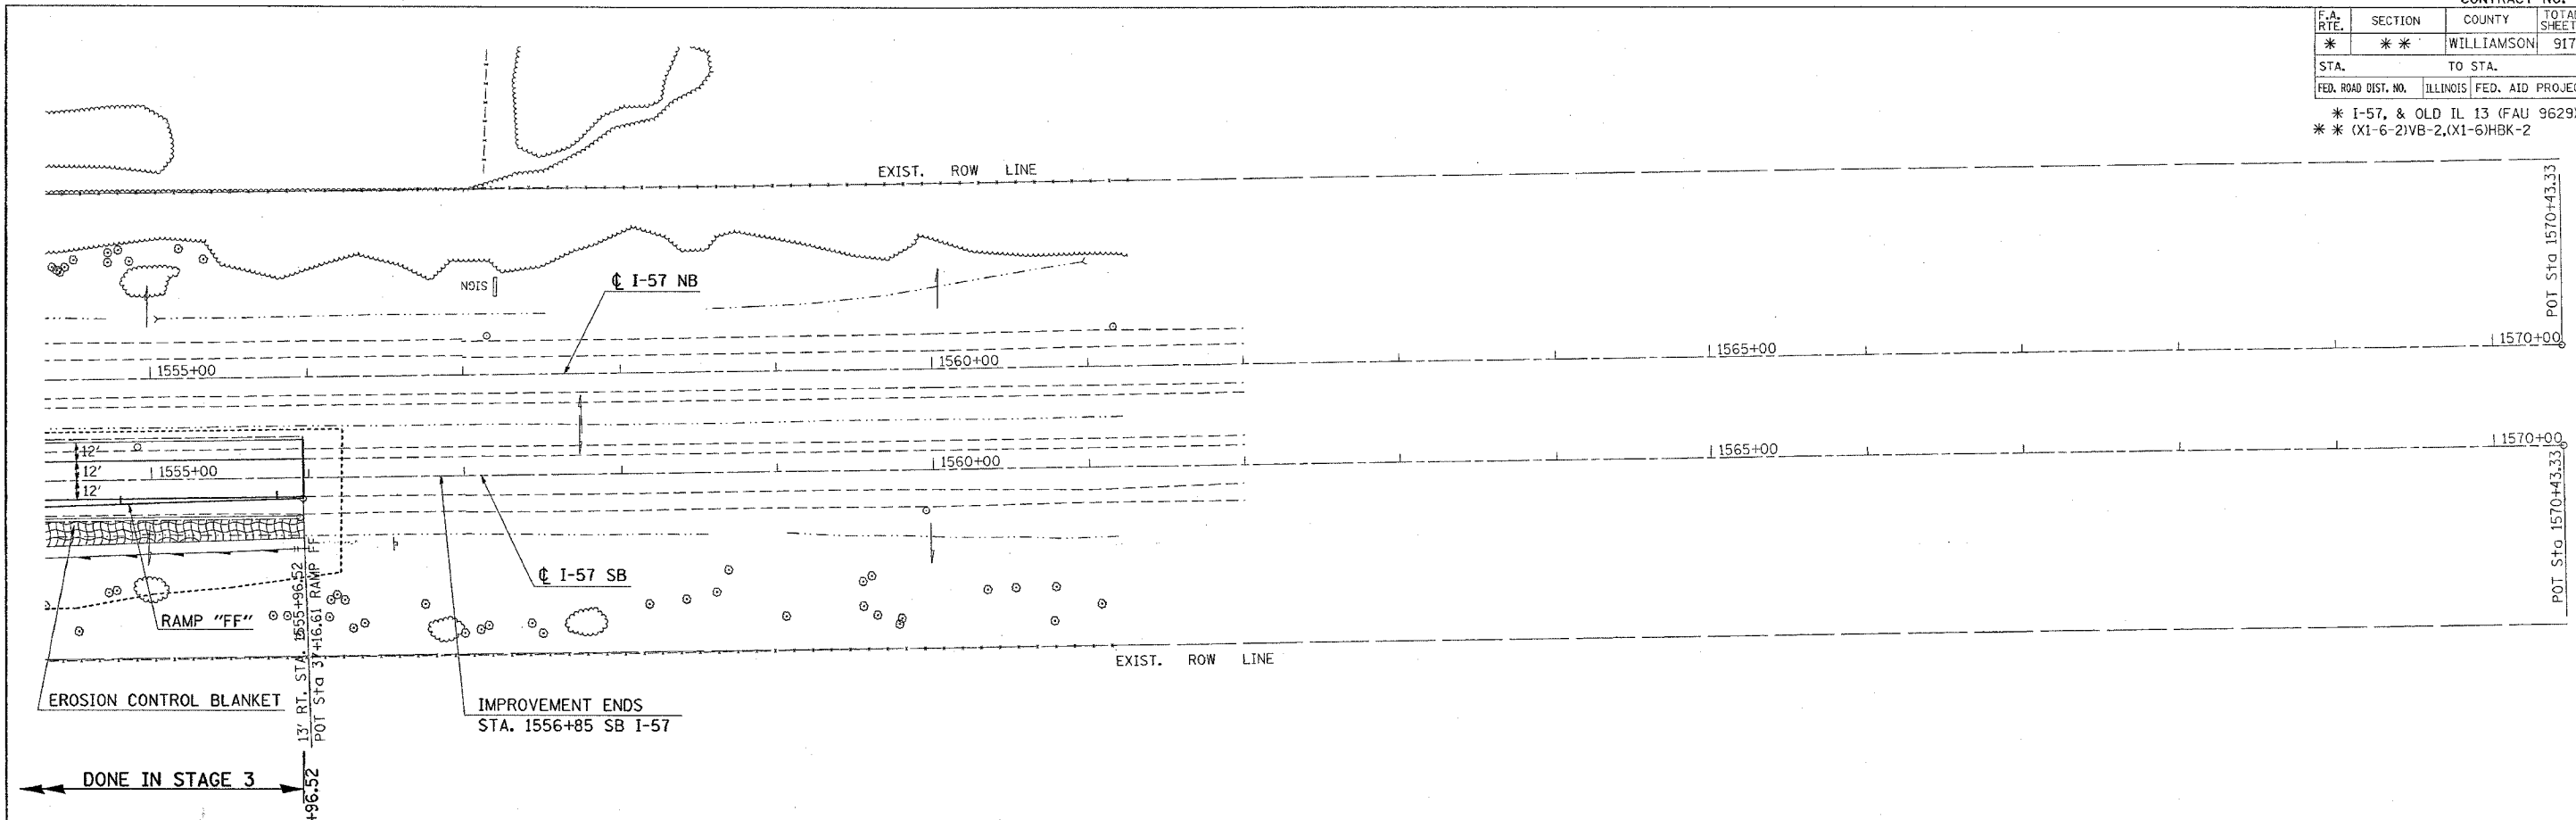 F.A. RTE. SECTION COUNTY
* * * WILLIAMSON 917
STA. TO STA.
FED. ROAD DIST. NO. ILLINOIS FED. AID
* I-57, & OLD IL 13 (FAU 9629)
* * (X1-6-2)VB-2,(X1-6)HBK-2
EXIST. ROW LINE
POT Sta 1570+43.33
SIGN
℄ I-57 NB
1555+00
1560+00
1565+00
1570+00
12'
12'
12'
1555+00
1560+00
1565+00
1570+00
POT Sta 1570+43.33
℄ I-57 SB
RAMP "FF"
13' RT. STA. 1555+96.52 =
POT Sta 37+16.61 RAMP FF
EXIST. ROW LINE
EROSION CONTROL BLANKET
IMPROVEMENT ENDS
STA. 1556+85 SB I-57
DONE IN STAGE 3
+96.52